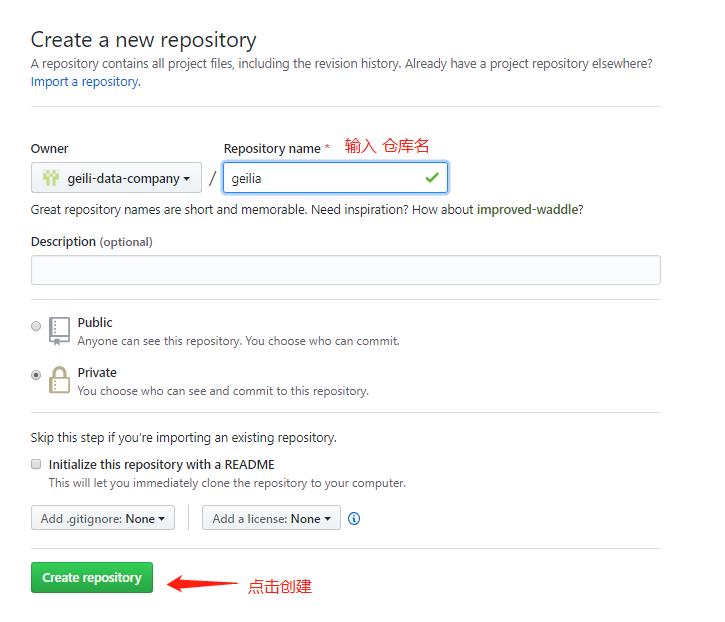 Create a new repository
A repository contains all project files, including the revision history. Already have a project repository elsewhere?
Import a repository.
Owner
Repository name * 输入 仓库名
geili-data-company / geilia
Great repository names are short and memorable. Need inspiration? How about improved-waddle?
Description (optional)
Public
Anyone can see this repository. You choose who can commit.
Private
You choose who can see and commit to this repository.
Skip this step if you’re importing an existing repository.
Initialize this repository with a README
This will let you immediately clone the repository to your computer.
Add .gitignore: None Add a license: None
Create repository 点击创建